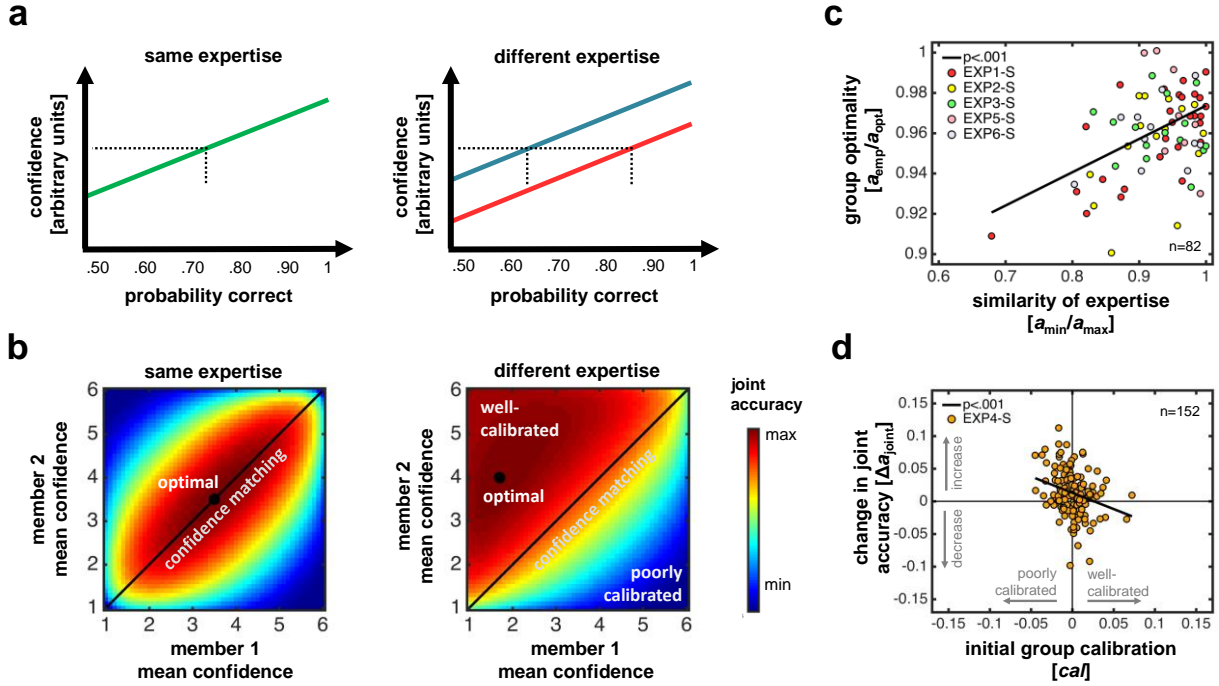 a
same expertise
confidence
[arbitrary units]
.50 .60 .70 .80 .90 1
probability correct
different expertise
confidence
[arbitrary units]
.50 .60 .70 .80 .90 1
probability correct
b
same expertise
member 2
mean confidence
6
5
4
3
2
1
optimal
confidence matching
1 2 3 4 5 6
member 1
mean confidence
different expertise
member 2
mean confidence
6
5
4
3
2
1
well-
calibrated
optimal
confidence matching
poorly
calibrated
1 2 3 4 5 6
member 1
mean confidence
joint
accuracy
max
min
c
group optimality
[aemp/aopt]
1
0.98
0.96
0.94
0.92
0.9
p<.001
EXP1-S
EXP2-S
EXP3-S
EXP5-S
EXP6-S
n=82
0.6 0.7 0.8 0.9 1
similarity of expertise
[amin/amax]
d
change in joint
accuracy [Δajoint]
0.15
0.1
0.05
0
-0.05
-0.1
-0.15
p<.001
EXP4-S
n=152
increase
decrease
poorly
calibrated
well-
calibrated
-0.15 -0.1 -0.05 0 0.05 0.1 0.15
initial group calibration
[cal]